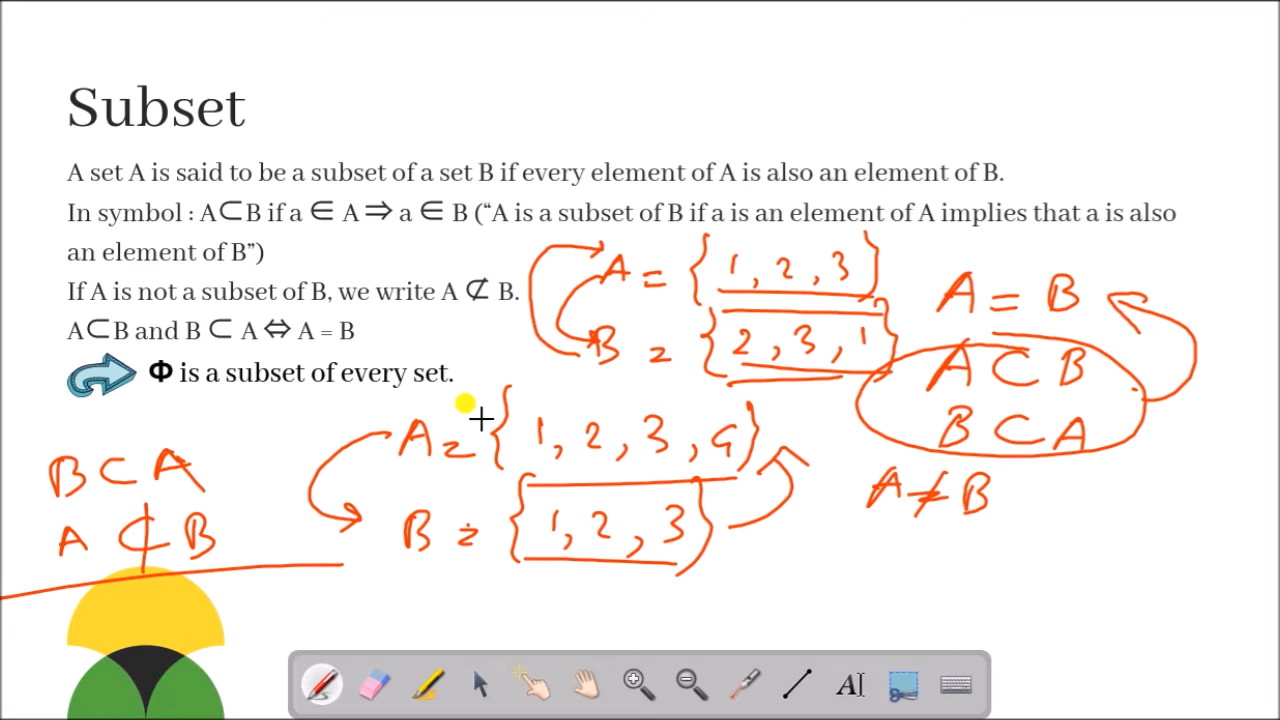 Subset
A set A is said to be a subset of a set B if every element of A is also an element of B.
In symbol : A⊂B if a ∈ A ⇒ a ∈ B (“A is a subset of B if a is an element of A implies that a is also
an element of B”)
If A is not a subset of B, we write A ⊄ B.
A⊂B and B ⊂ A ⇔ A = B
Φ is a subset of every set.
A = {1, 2, 3}
B = {2, 3, 1}
A = B
A ⊂ B
B ⊂ A
A = {1, 2, 3, 4}
B = {1, 2, 3}
A ≠ B
B ⊂ A
A ⊄ B
AI